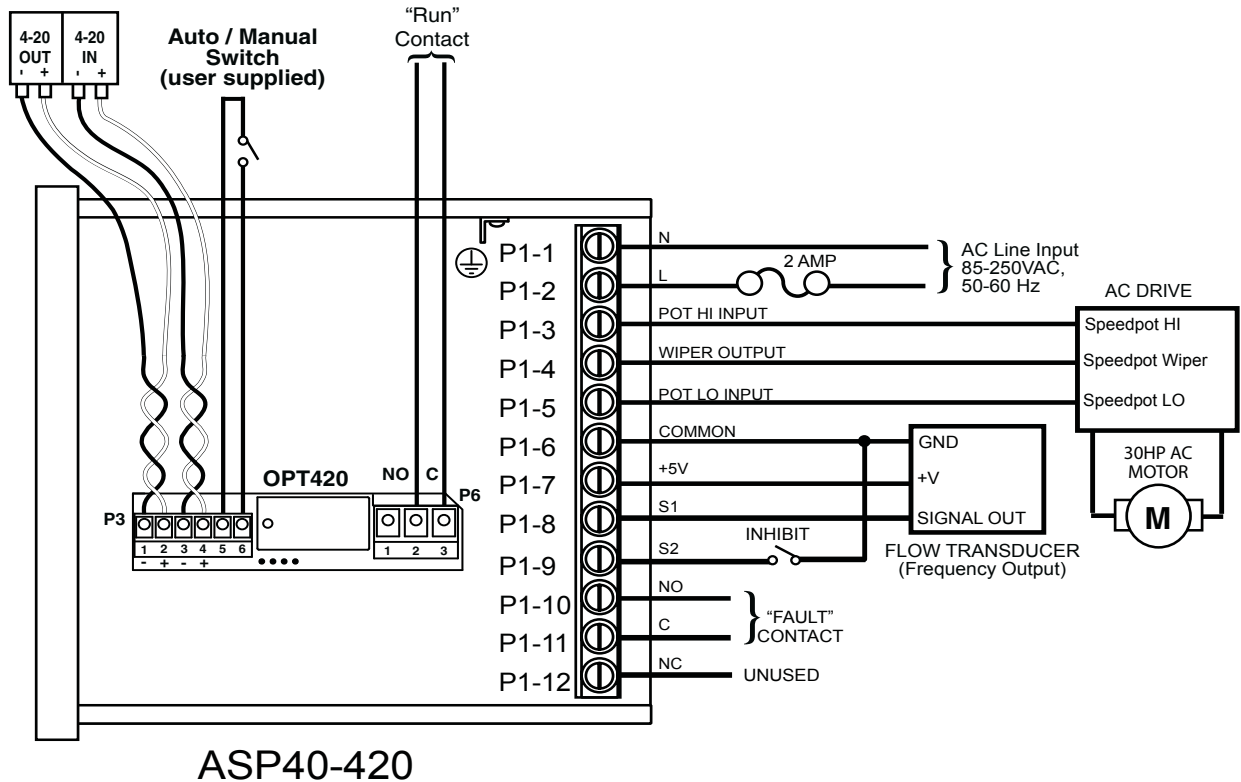 4-20
OUT
- +
4-20
IN
- +
Auto / Manual
Switch
(user supplied)
“Run”
Contact
P1-1
P1-2
P1-3
P1-4
P1-5
P1-6
P1-7
P1-8
P1-9
P1-10
P1-11
P1-12
N
L
2 AMP
AC Line Input
85-250VAC,
50-60 Hz
POT HI INPUT
WIPER OUTPUT
POT LO INPUT
COMMON
+5V
S1
S2
INHIBIT
NO
C
NC
“FAULT”
CONTACT
UNUSED
AC DRIVE
Speedpot HI
Speedpot Wiper
Speedpot LO
30HP AC
MOTOR
M
GND
+V
SIGNAL OUT
FLOW TRANSDUCER
(Frequency Output)
OPT420
NO C
P6
P3
1 2 3 4 5 6
- + - +
1 2 3
ASP40-420